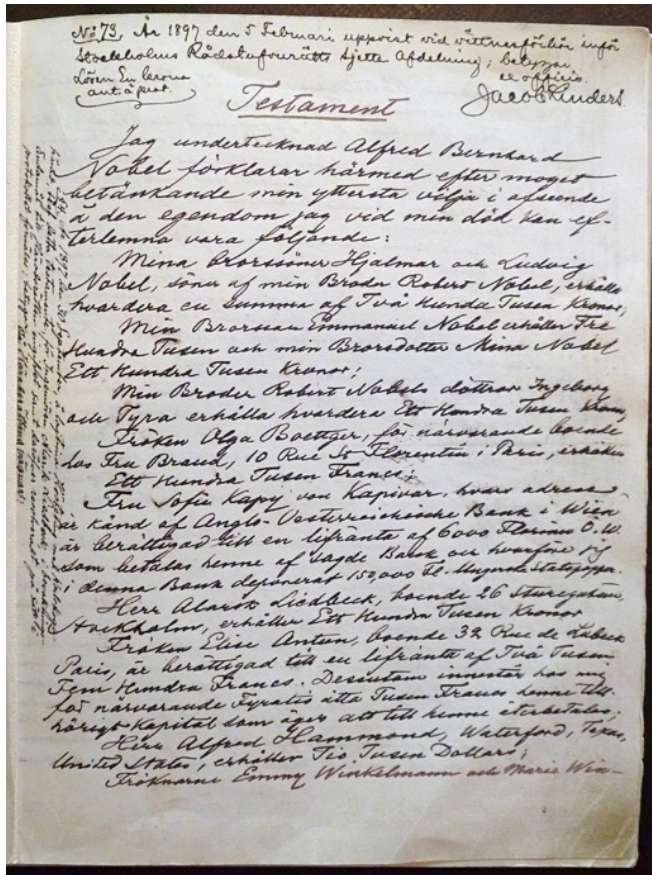 No 73. År 1897 den 5 Februari uppvist vid vittnesförhör inför
Stockholms Rådstufvurätts sjette Afdelning; betygar
ex officio.
Jacob Linders.
Testament
Jag undertecknad Alfred Bernhard
Nobel förklarar härmed efter moget
betänkande min yttersta vilja i afseende
å den egendom jag vid min död kan ef-
terlemna vara följande:
Mina Brorssöner Hjalmar och Ludvig
Nobel, söner af min Broder Robert Nobel, erhålla
hvardera en summa af Två Hundra Tusen Kronor;
Min Brorsson Emmanuel Nobel erhåller Tre
Hundra Tusen och min Brorsdotter Mina Nobel
Ett Hundra Tusen Kronor;
Min Broder Robert Nobels döttrar Ingeborg
och Tyra erhålla hvardera Ett Hundra Tusen Kronor;
Fröken Olga Boettger, för närvarande boende
hos Fru Brand, 10 Rue St Florentin i Paris, erhåller
Ett Hundra Tusen Francs;
Fru Sofie Kapy von Kapivar, hvars adress
är känd af Anglo-Oesterreichische Bank i Wien
är berättigad till en lifränta af 6000 Florins Ö.W.
som betalas henne af sagde Bank och hvarföre jag
i denna Bank deponerat 150,000 Fl. Ungerska Statspapper.
Herr Alarik Liedbeck, boende 26 Sturegatan,
Stockholm, erhåller Ett Hundra Tusen Kronor
Fröken Elise Antun, boende 32 Rue de Lubeck
Paris, är berättigad till en lifränta af Två Tusen
Fem Hundra Francs. Desutom innestår hos mig
för närvarande Fyratio åtta Tusen Francs henne till-
hörigt Kapital som äger att till henne återbetalas;
Herr Alfred Hammond, Waterford, Texas,
United States, erhåller Tio Tusen Dollars;
Fröknarne Emmy Winkelmann och Marie Win-